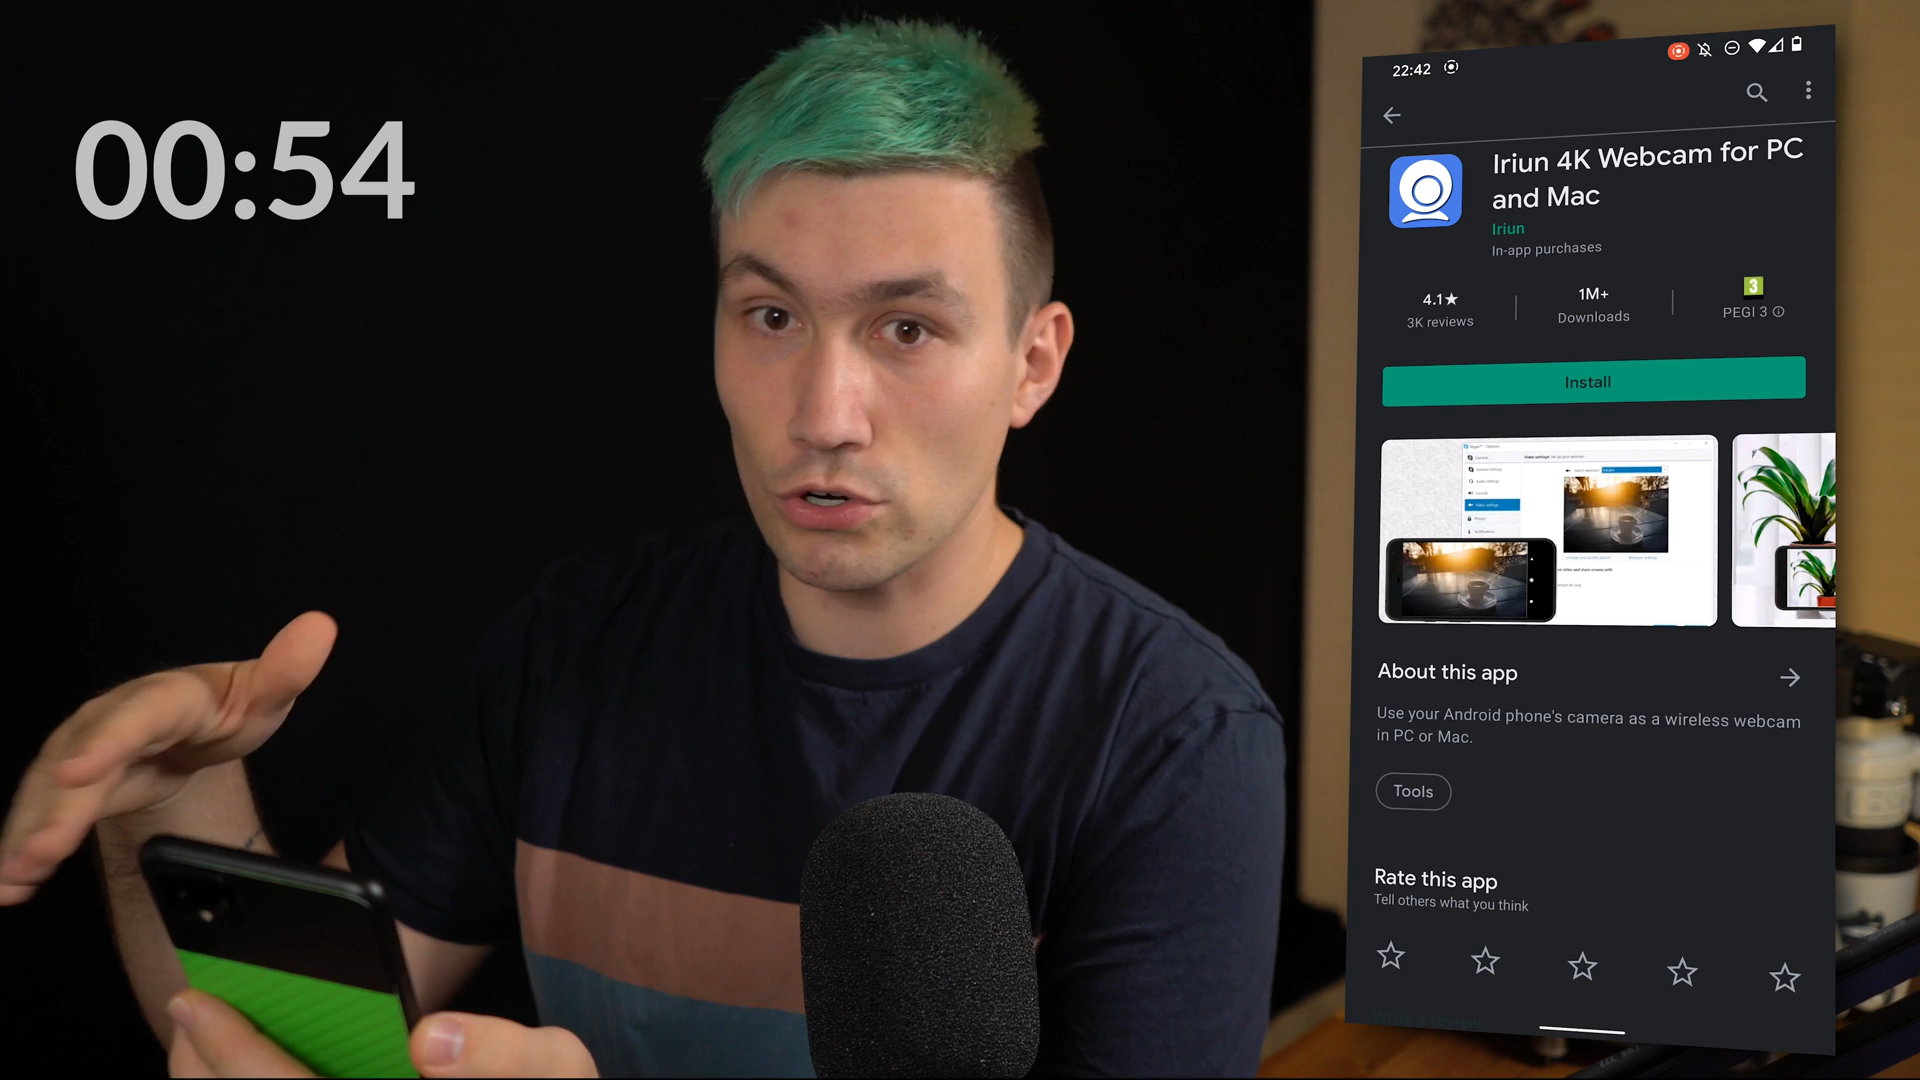 00:54
22:42
Iriun 4K Webcam for PC
and Mac
Iriun
In-app purchases
4.1★
3K reviews
1M+
Downloads
3
PEGI 3
Install
About this app
Use your Android phone's camera as a wireless webcam
in PC or Mac.
Tools
Rate this app
Tell others what you think
Write a review